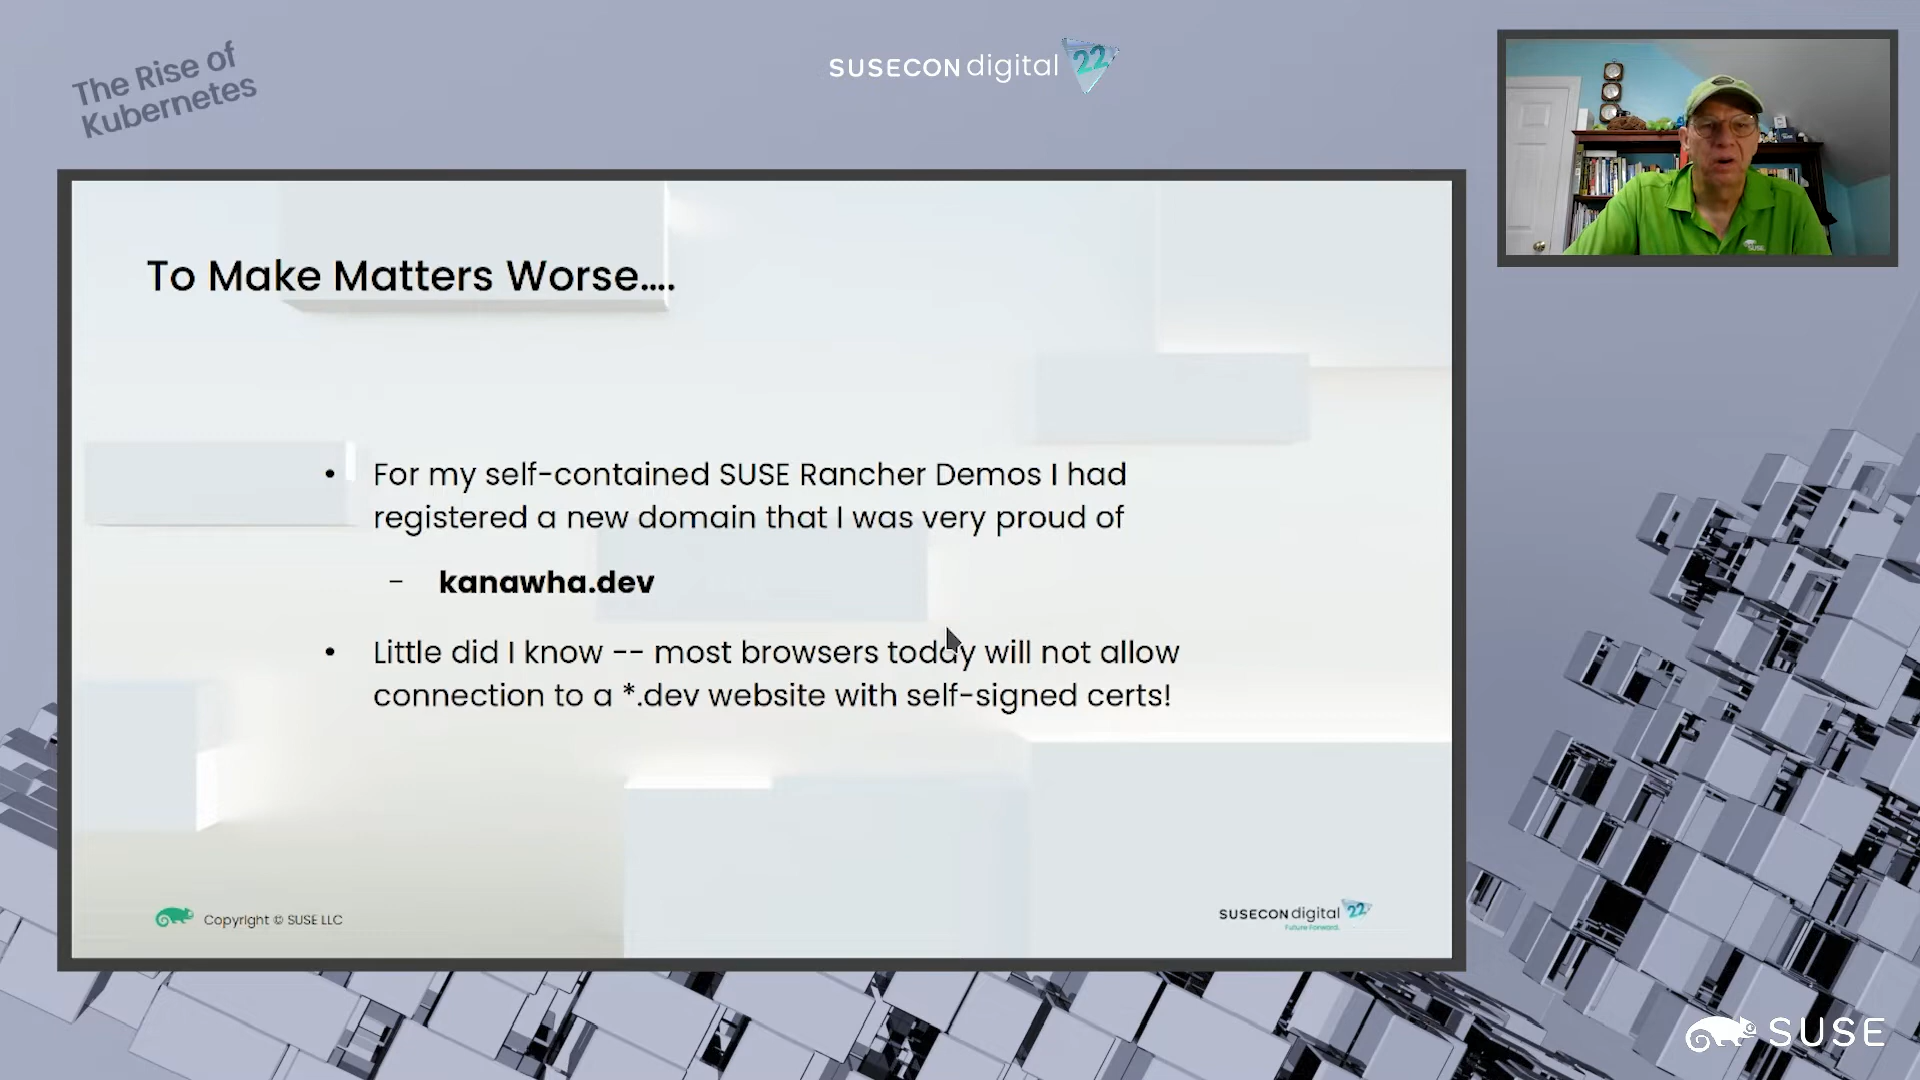 The Rise of
Kubernetes
SUSECON digital 22
To Make Matters Worse....
• For my self-contained SUSE Rancher Demos I had
registered a new domain that I was very proud of
- kanawha.dev
• Little did I know -- most browsers today will not allow
connection to a *.dev website with self-signed certs!
Copyright © SUSE LLC
SUSECON digital 22
Future Forward.
SUSE